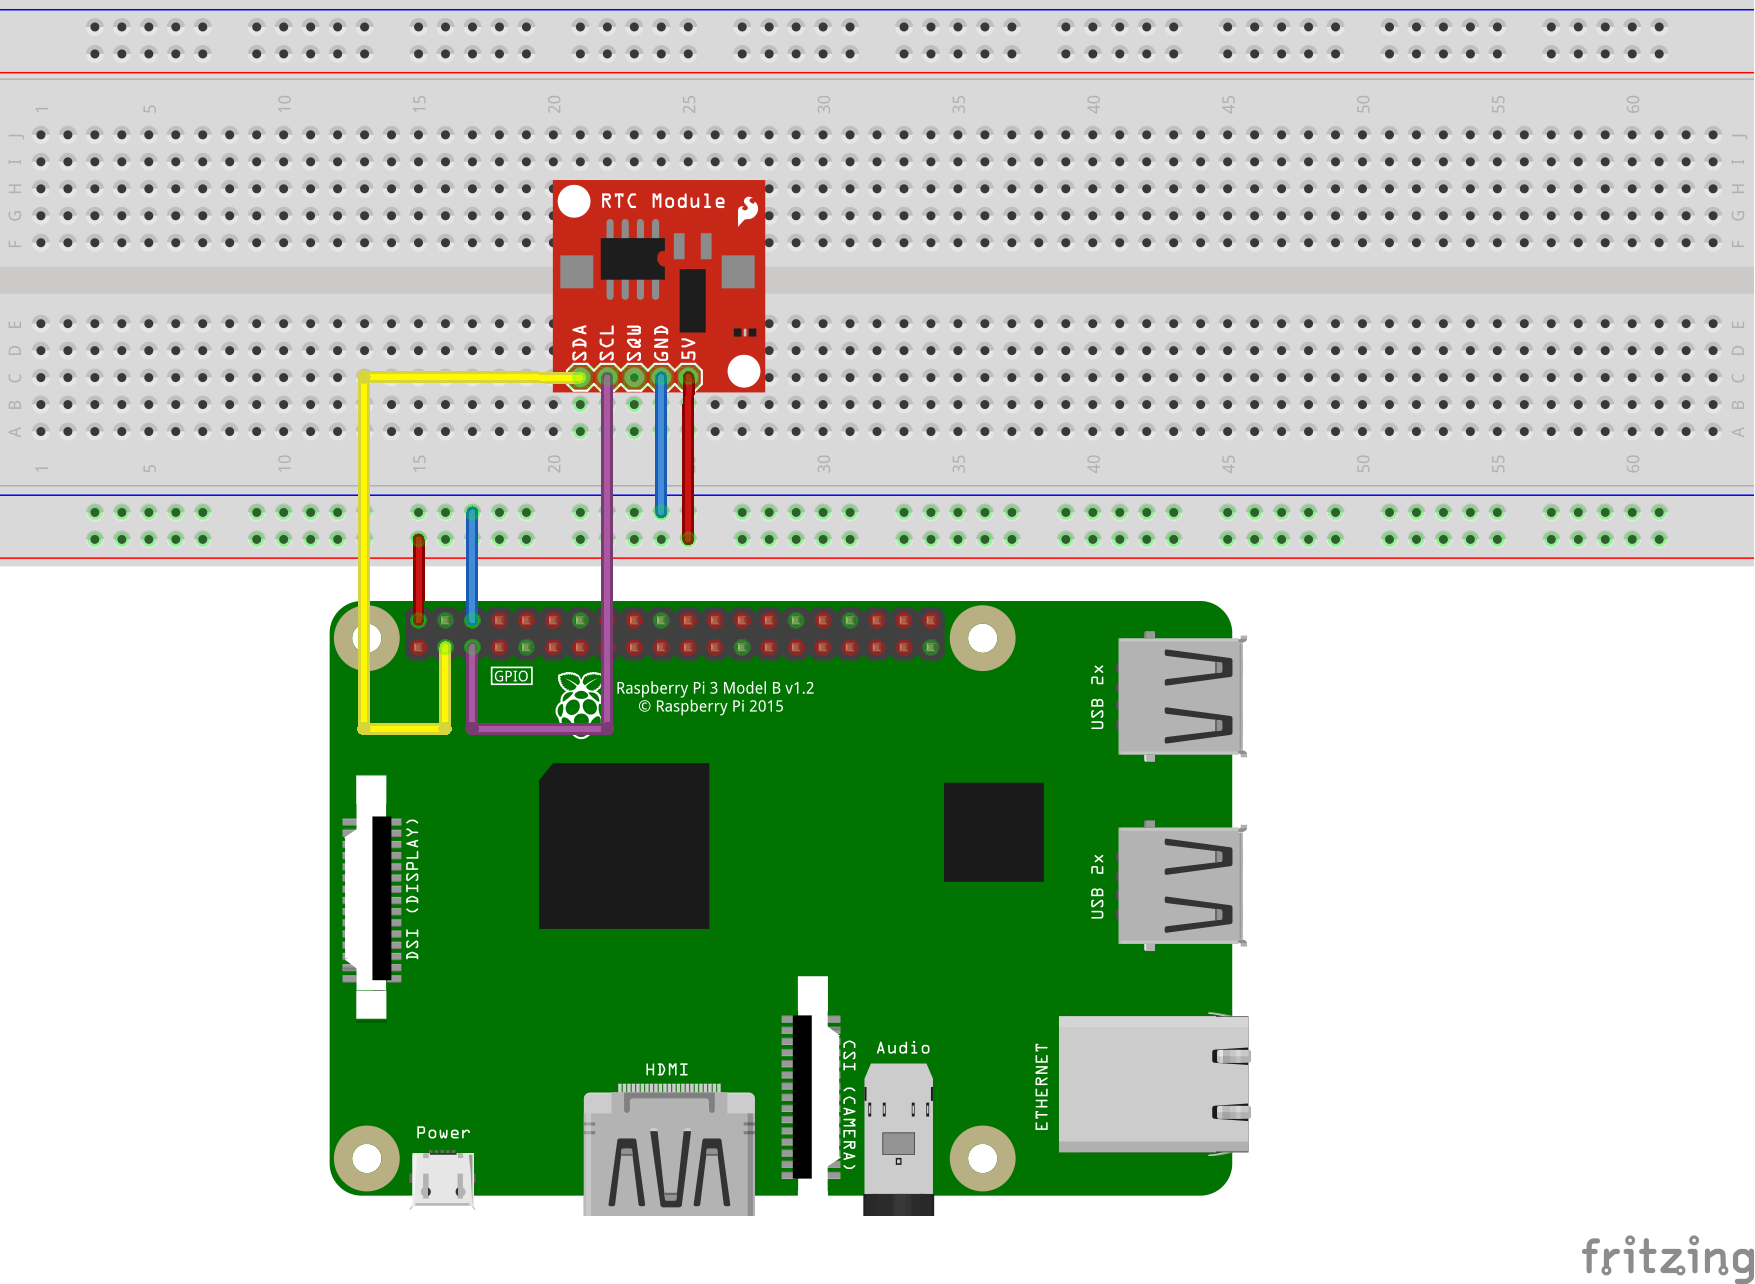 1 5 10 15 20 25 30 35 40 45 50 55 60
J J
I I
H H
G G
F F
RTC Module
SDA SCL SQW GND 5V
E E
D D
C C
B B
A A
1 5 10 15 20 30 35 40 45 50 55 60
GPIO
Raspberry Pi 3 Model B v1.2
© Raspberry Pi 2015
USB 2x
DSI (DISPLAY)
USB 2x
HDMI
CSI (CAMERA)
Audio
ETHERNET
Power
fritzing